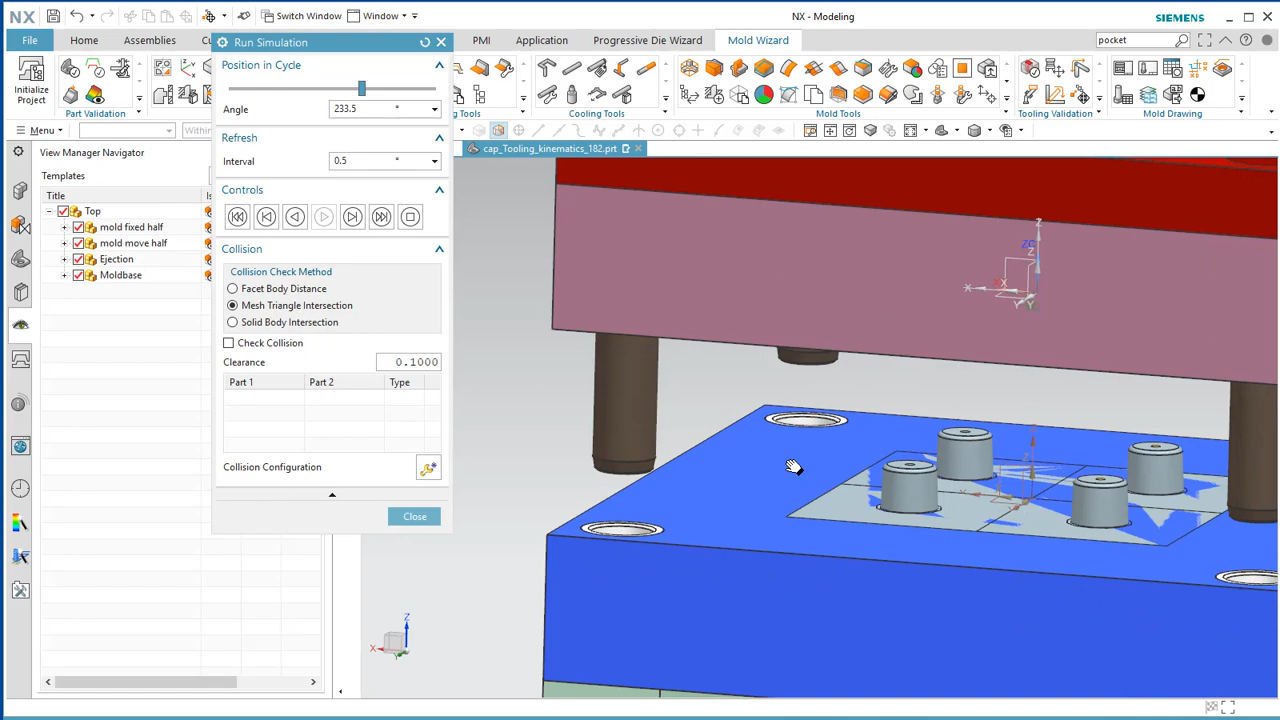 NX
Switch Window
Window
NX - Modeling
SIEMENS
File
Home
Assemblies
PMI
Application
Progressive Die Wizard
Mold Wizard
pocket
Initialize
Project
Part Validation
Tools
Cooling Tools
Mold Tools
Tooling Validation
Mold Drawing
Menu
Within
Run Simulation
Position in Cycle
Angle
233.5
°
Refresh
Interval
0.5
°
Controls
Collision
Collision Check Method
Facet Body Distance
Mesh Triangle Intersection
Solid Body Intersection
Check Collision
Clearance
0.1000
Part 1
Part 2
Type
Collision Configuration
Close
View Manager Navigator
Templates
Title
Top
mold fixed half
mold move half
Ejection
Moldbase
cap_Tooling_kinematics_182.prt
Z
ZC
Z
X
X
Y
Z
X
Z
X
Y